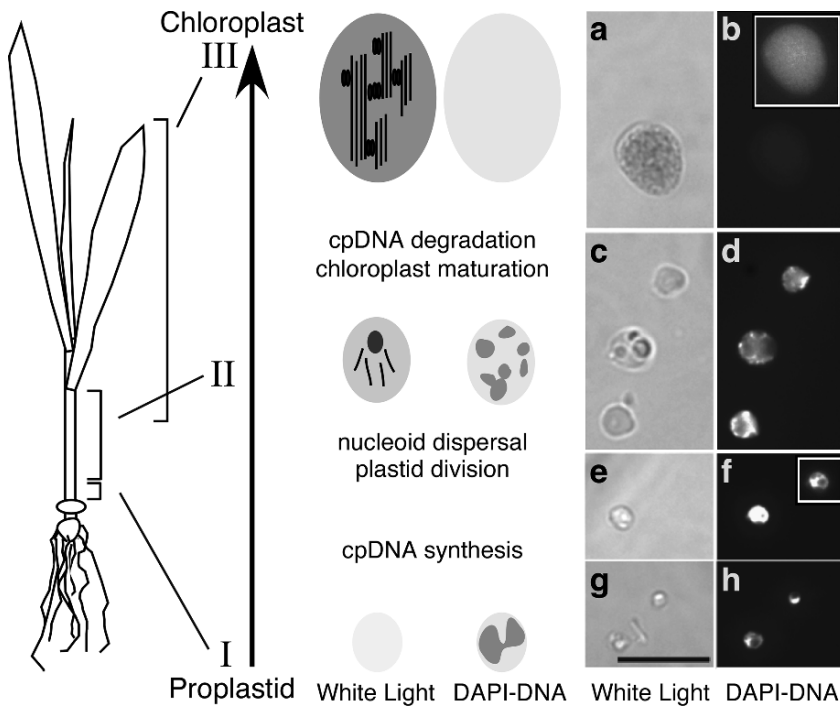 Chloroplast
III
II
I
Proplastid
cpDNA degradation
chloroplast maturation
nucleoid dispersal
plastid division
cpDNA synthesis
White Light DAPI-DNA
a b
c d
e f
g h
White Light DAPI-DNA